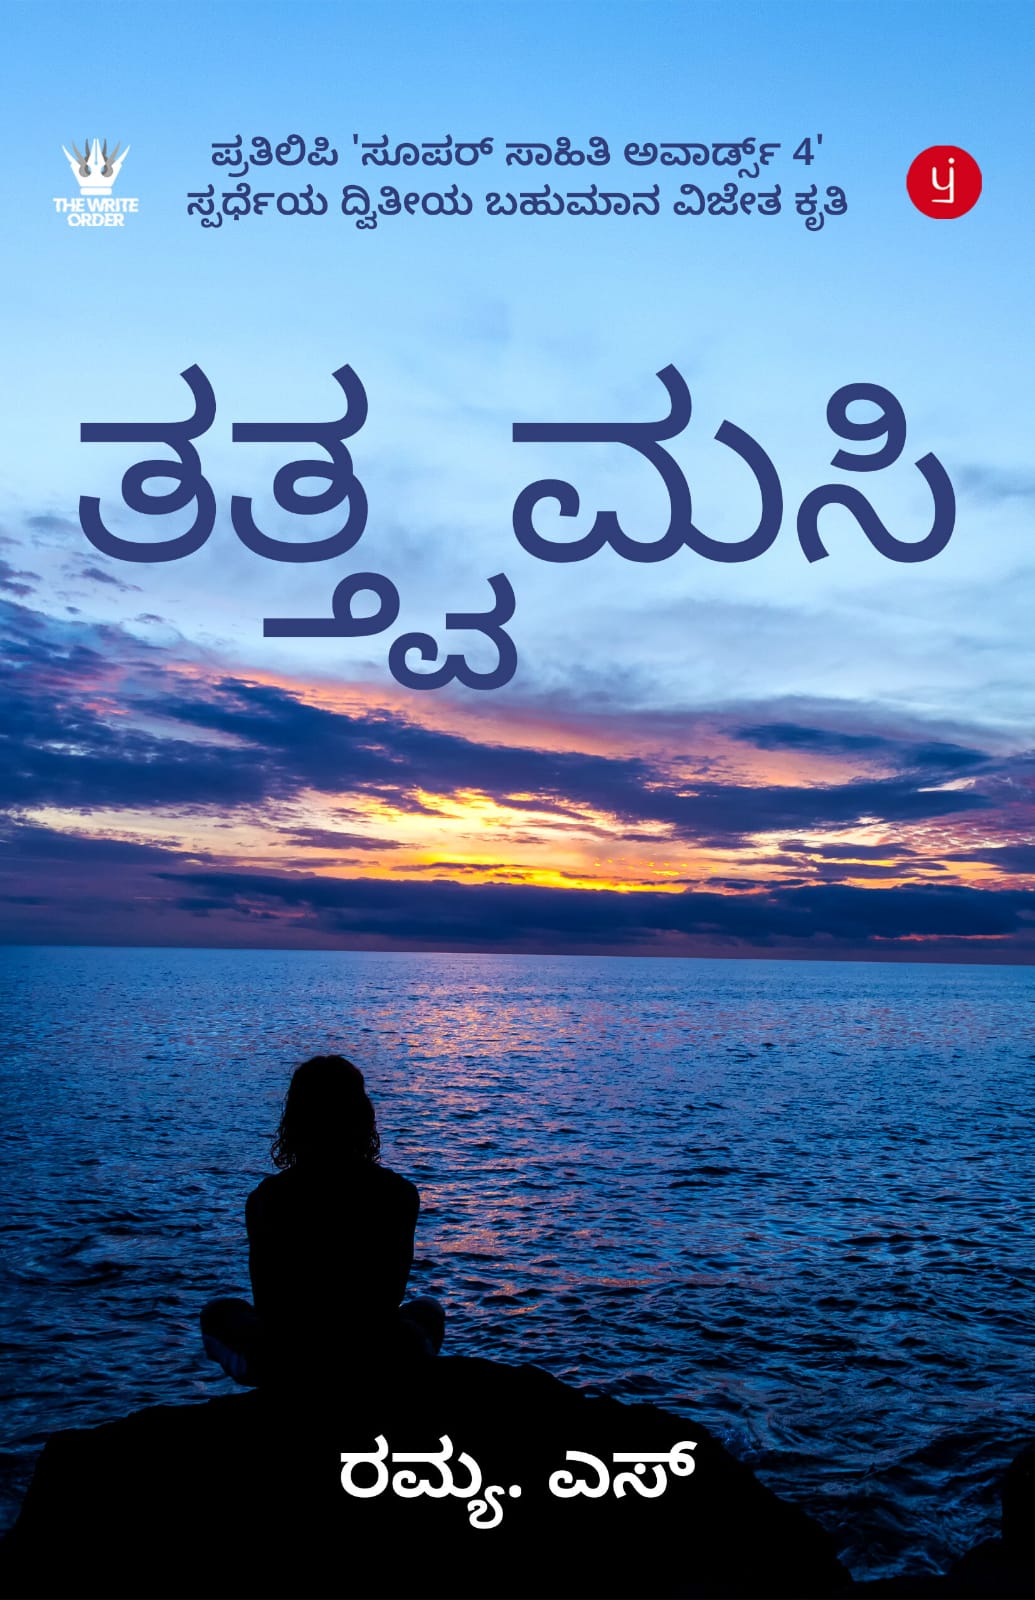 ಪ್ರತಿಲಿಪಿ 'ಸೂಪರ್ ಸಾಹಿತಿ ಅವಾರ್ಡ್ಸ್ 4'
ಸ್ಪರ್ಧೆಯ ದ್ವಿತೀಯ ಬಹುಮಾನ ವಿಜೇತ ಕೃತಿ
THE WRITE
ORDER
ತತ್ತ್ವಮಸಿ
ರಮ್ಯ. ಎಸ್